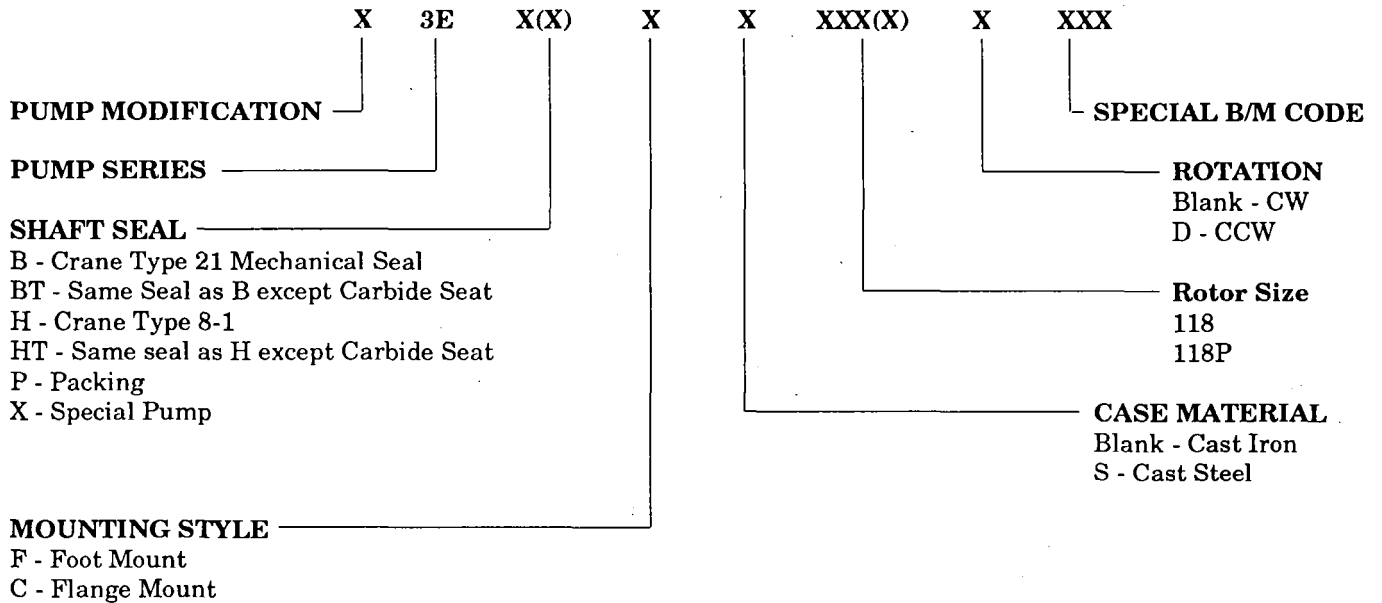 X 3E X(X) X X XXX(X) X XXX
PUMP MODIFICATION
SPECIAL B/M CODE
PUMP SERIES
ROTATION
Blank - CW
D - CCW
SHAFT SEAL
B - Crane Type 21 Mechanical Seal
BT - Same Seal as B except Carbide Seat
H - Crane Type 8-1
HT - Same seal as H except Carbide Seat
P - Packing
X - Special Pump
Rotor Size
118
118P
CASE MATERIAL
Blank - Cast Iron
S - Cast Steel
MOUNTING STYLE
F - Foot Mount
C - Flange Mount